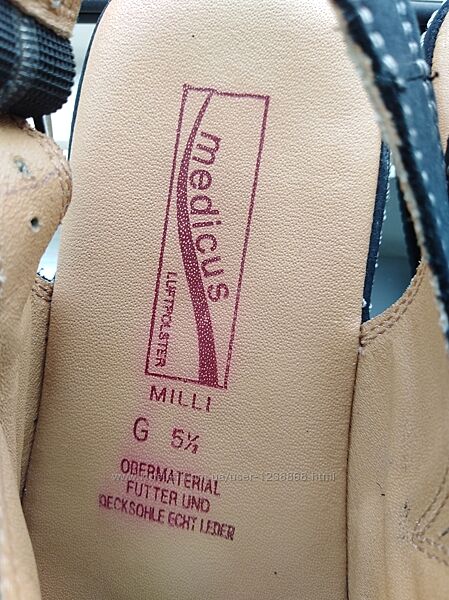 medicuS
LUFTPOLSTER
MILLI
G 5½
OBERMATERIAL
FUTTER UND
DECKSOHLE ECHT LEDER